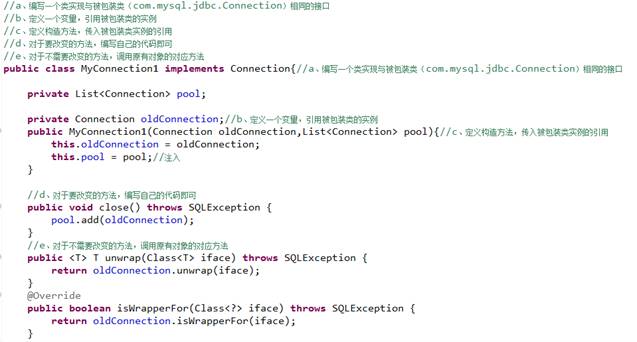 //a、编写一个类实现与被包装类（com.mysql.jdbc.Connection）相同的接口
//b、定义一个变量，引用被包装类的实例
//c、定义构造方法，传入被包装类实例的引用
//d、对于要改变的方法，编写自己的代码即可
//e、对于不需要改变的方法，调用原有对象的对应方法
public class MyConnection1 implements Connection{//a、编写一个类实现与被包装类（com.mysql.jdbc.Connection）相同的接口
private List<Connection> pool;
private Connection oldConnection;//b、定义一个变量，引用被包装类的实例
public MyConnection1(Connection oldConnection,List<Connection> pool){//c、定义构造方法，传入被包装类实例的引用
this.oldConnection = oldConnection;
this.pool = pool;//注入
}
//d、对于要改变的方法，编写自己的代码即可
public void close() throws SQLException {
pool.add(oldConnection);
}
//e、对于不需要改变的方法，调用原有对象的对应方法
public <T> T unwrap(Class<T> iface) throws SQLException {
return oldConnection.unwrap(iface);
}
@Override
public boolean isWrapperFor(Class<?> iface) throws SQLException {
return oldConnection.isWrapperFor(iface);
}